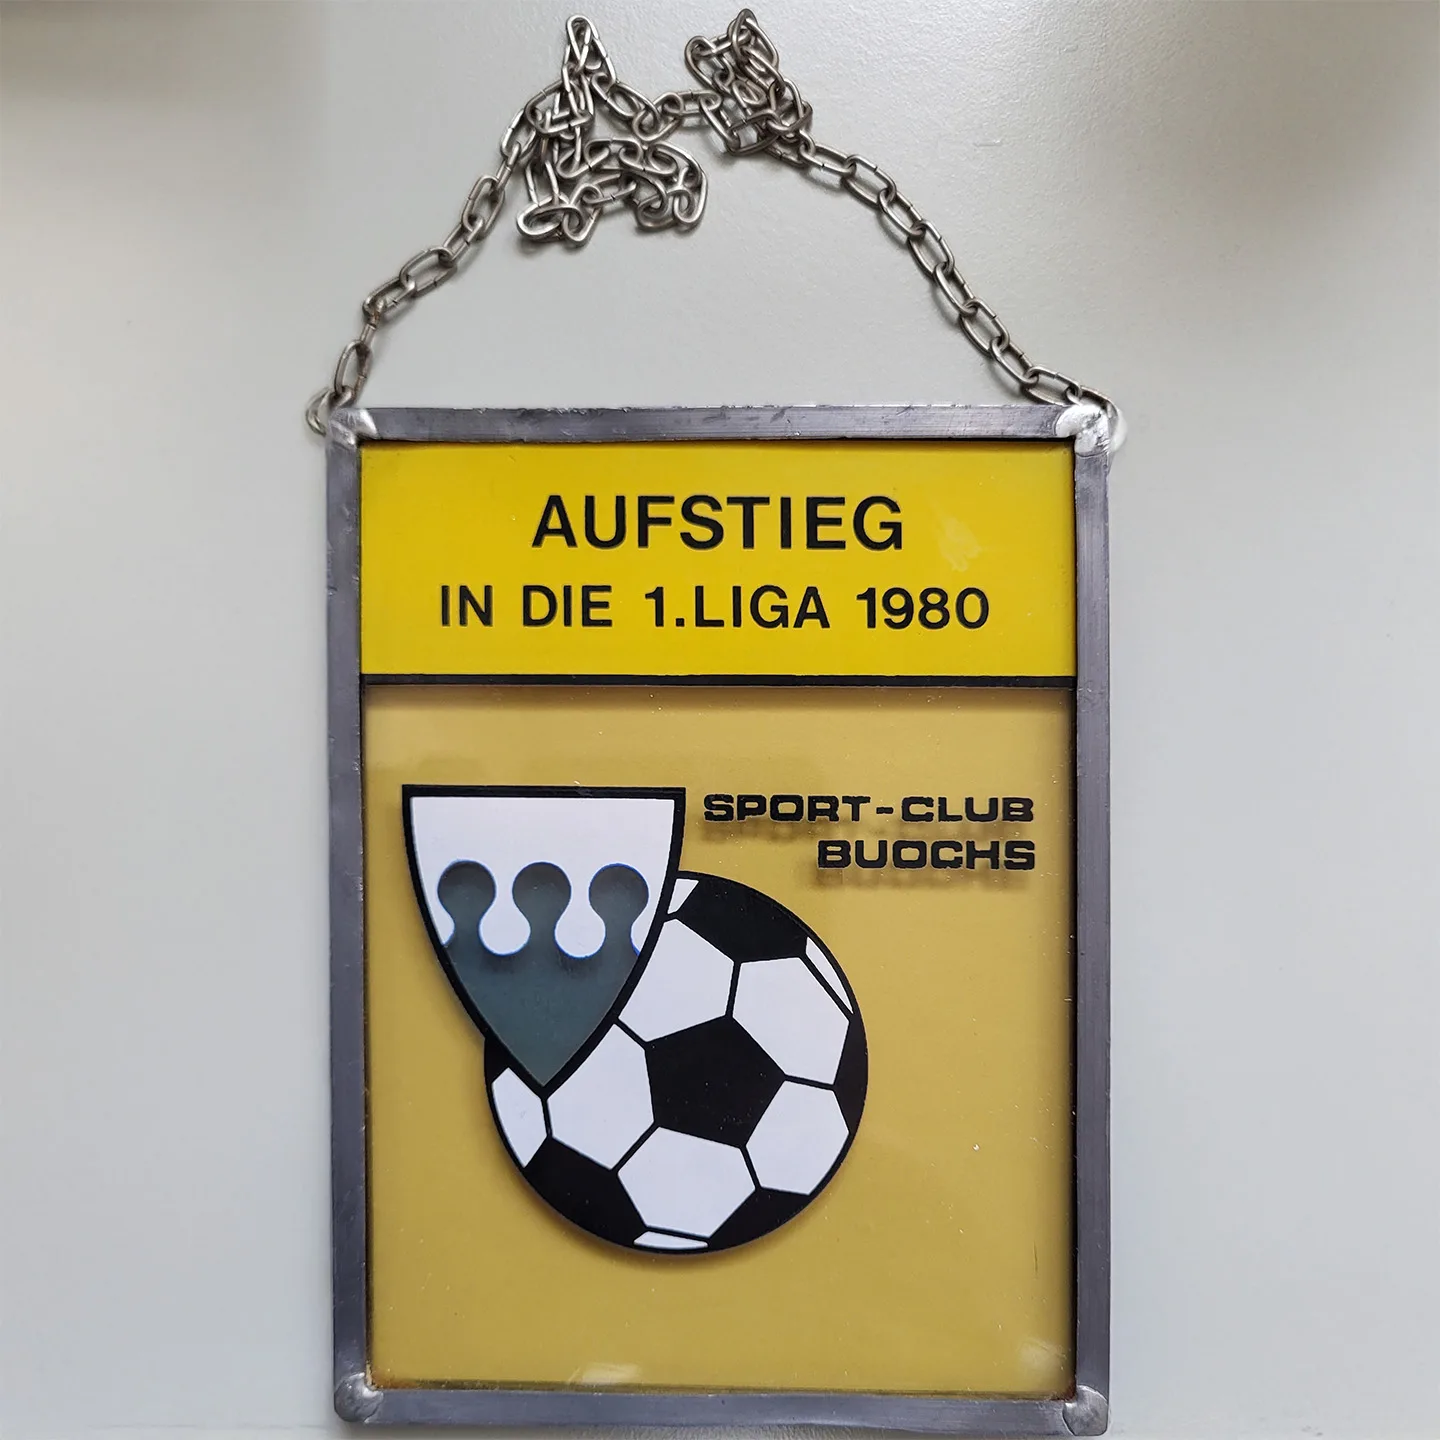 AUFSTIEG
IN DIE 1.LIGA 1980
SPORT-CLUB
BUOCHS